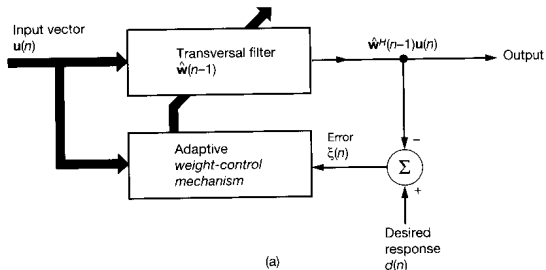 Input vector
u(n)
Transversal filter
ŵ(n–1)
ŵᴴ(n–1)u(n)
Output
Adaptive
weight-control
mechanism
Error
ξ(n)
–
Σ
+
Desired
response
d(n)
(a)